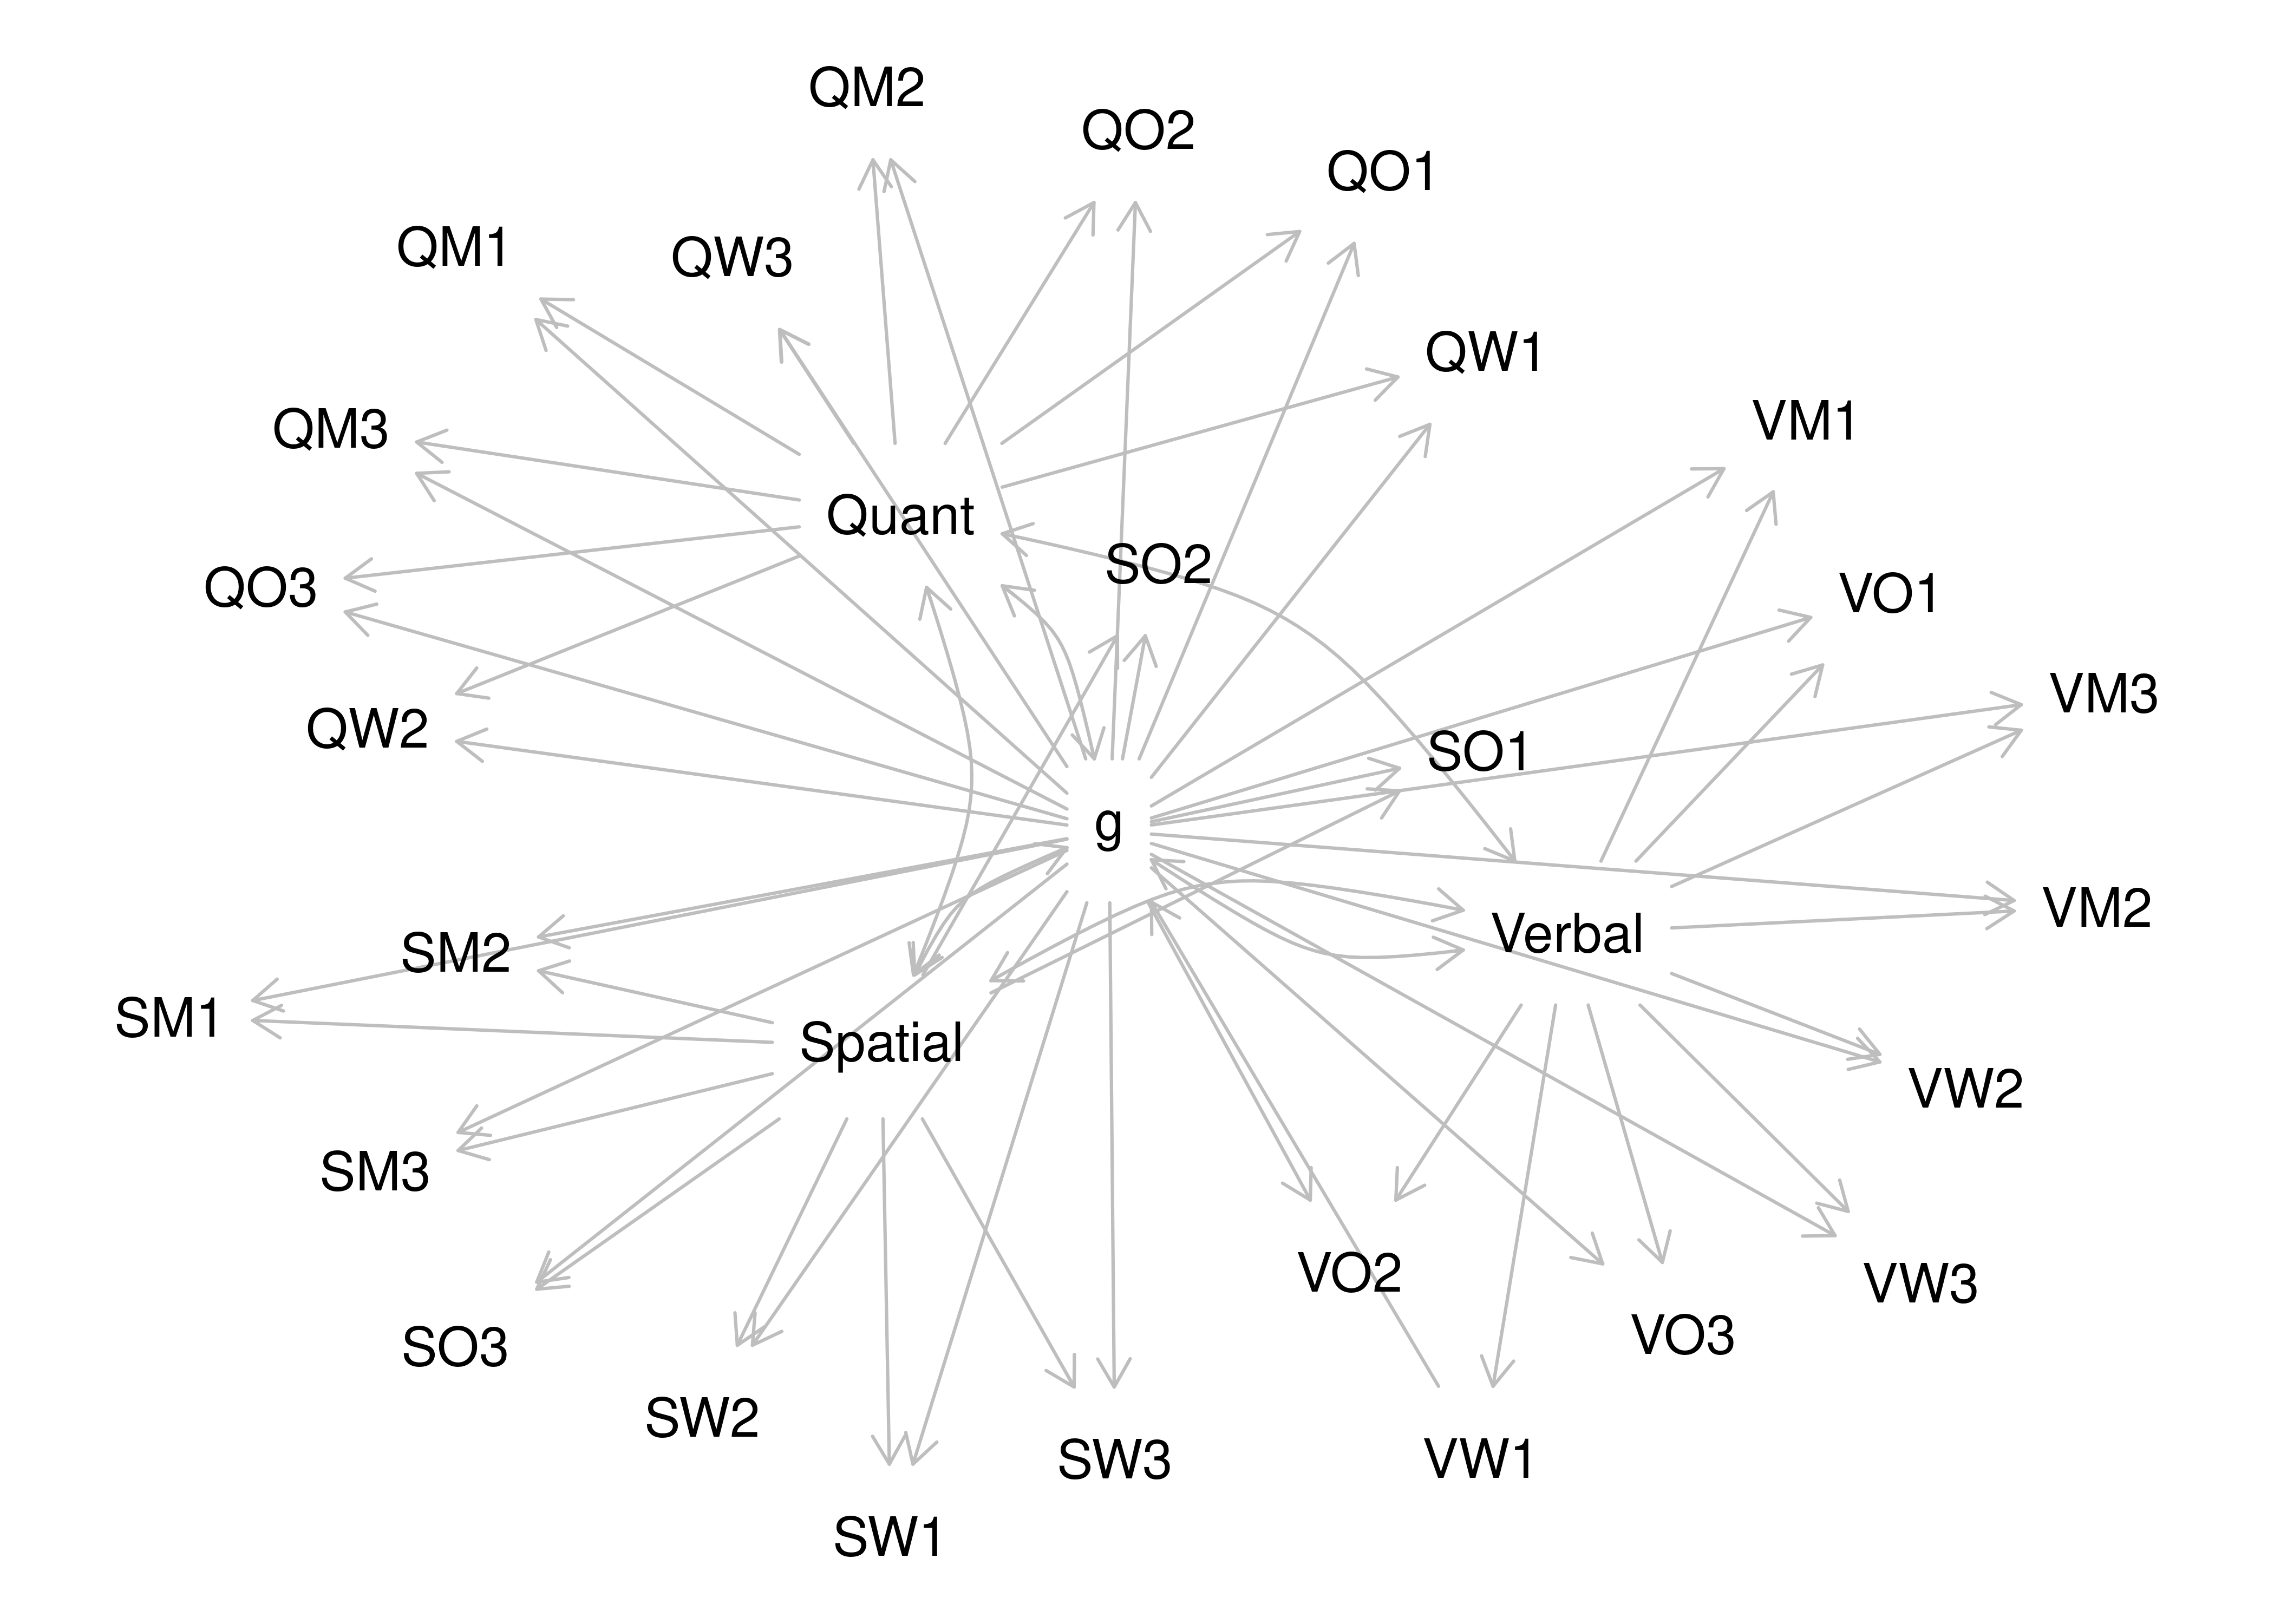 QM2
QO2
QO1
QM1
QW3
QW1
VM1
QM3
Quant
SO2
QO3
VO1
VM3
QW2
SO1
g
VM2
Verbal
SM2
SM1
Spatial
VW2
SM3
VO2
VW3
VO3
SO3
SW2
SW3
VW1
SW1